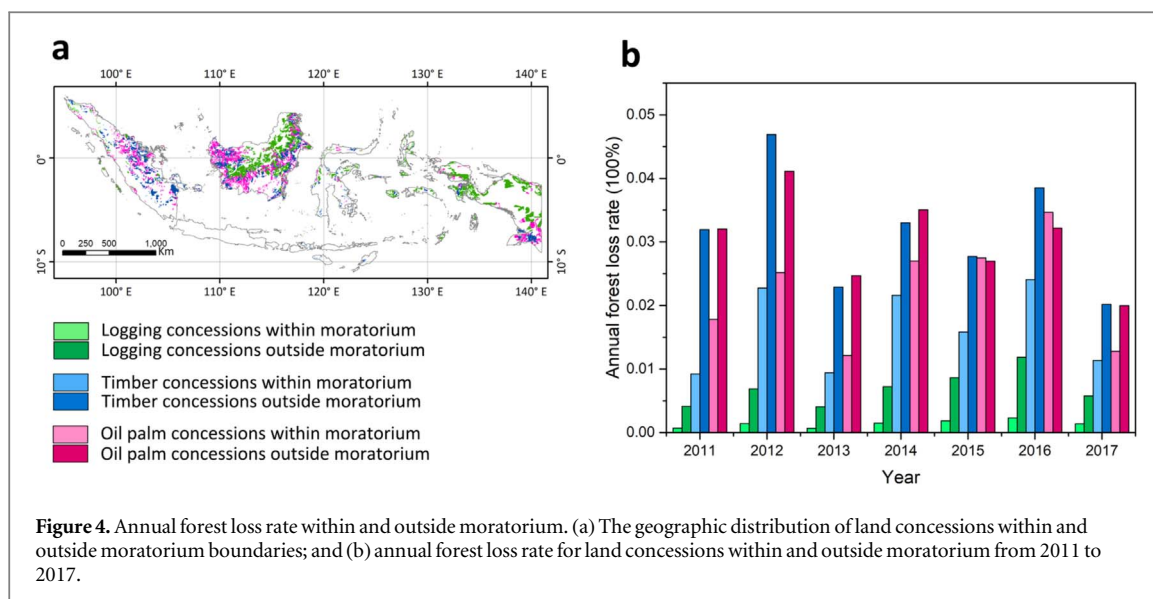 a
100° E 110° E 120° E 130° E 140° E
0° 0°
0 250 500 1,000
Km
10°S 10°S
100° E 110° E 120° E 130° E 140° E
Logging concessions within moratorium
Logging concessions outside moratorium
Timber concessions within moratorium
Timber concessions outside moratorium
Oil palm concessions within moratorium
Oil palm concessions outside moratorium
b
Annual forest loss rate (100%)
0.05
0.04
0.03
0.02
0.01
0.00
2011 2012 2013 2014 2015 2016 2017
Year
Figure 4. Annual forest loss rate within and outside moratorium. (a) The geographic distribution of land concessions within and
outside moratorium boundaries; and (b) annual forest loss rate for land concessions within and outside moratorium from 2011 to
2017.